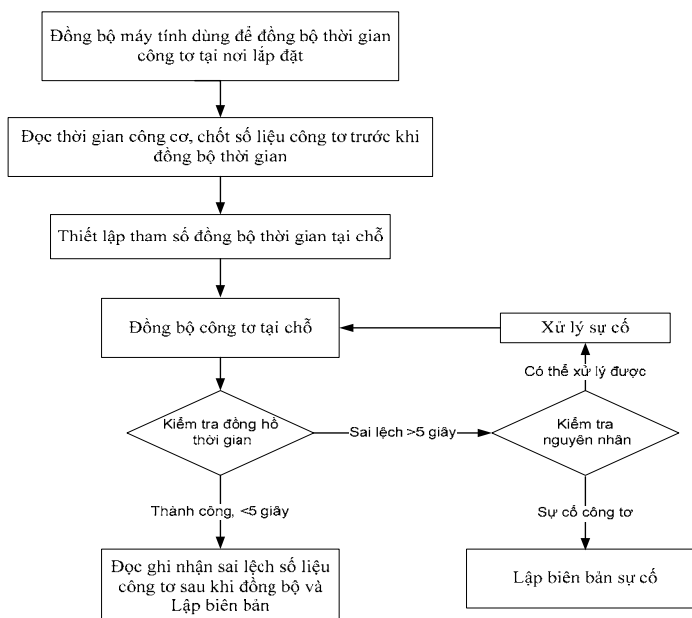 Đồng bộ máy tính dùng để đồng bộ thời gian
công tơ tại nơi lắp đặt
Đọc thời gian công cơ, chốt số liệu công tơ trước khi
đồng bộ thời gian
Thiết lập tham số đồng bộ thời gian tại chỗ
Đồng bộ công tơ tại chỗ
Xử lý sự cố
Có thể xử lý được
Kiểm tra đồng hồ
thời gian
Sai lệch >5 giây
Kiểm tra
nguyên nhân
Thành công, <5 giây
Sự cố công tơ
Đọc ghi nhận sai lệch số liệu
công tơ sau khi đồng bộ và
Lập biên bản
Lập biên bản sự cố